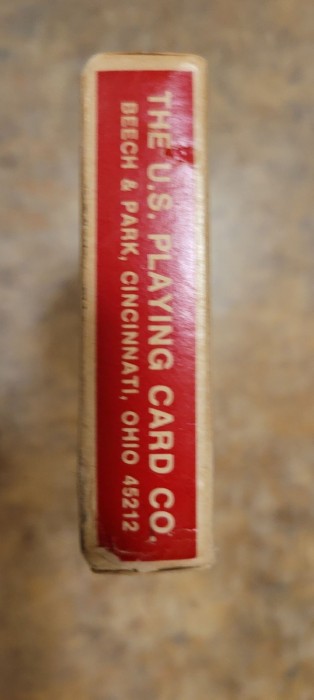 THE U.S. PLAYING CARD CO.
BEECH & PARK, CINCINNATI, OHIO 45212